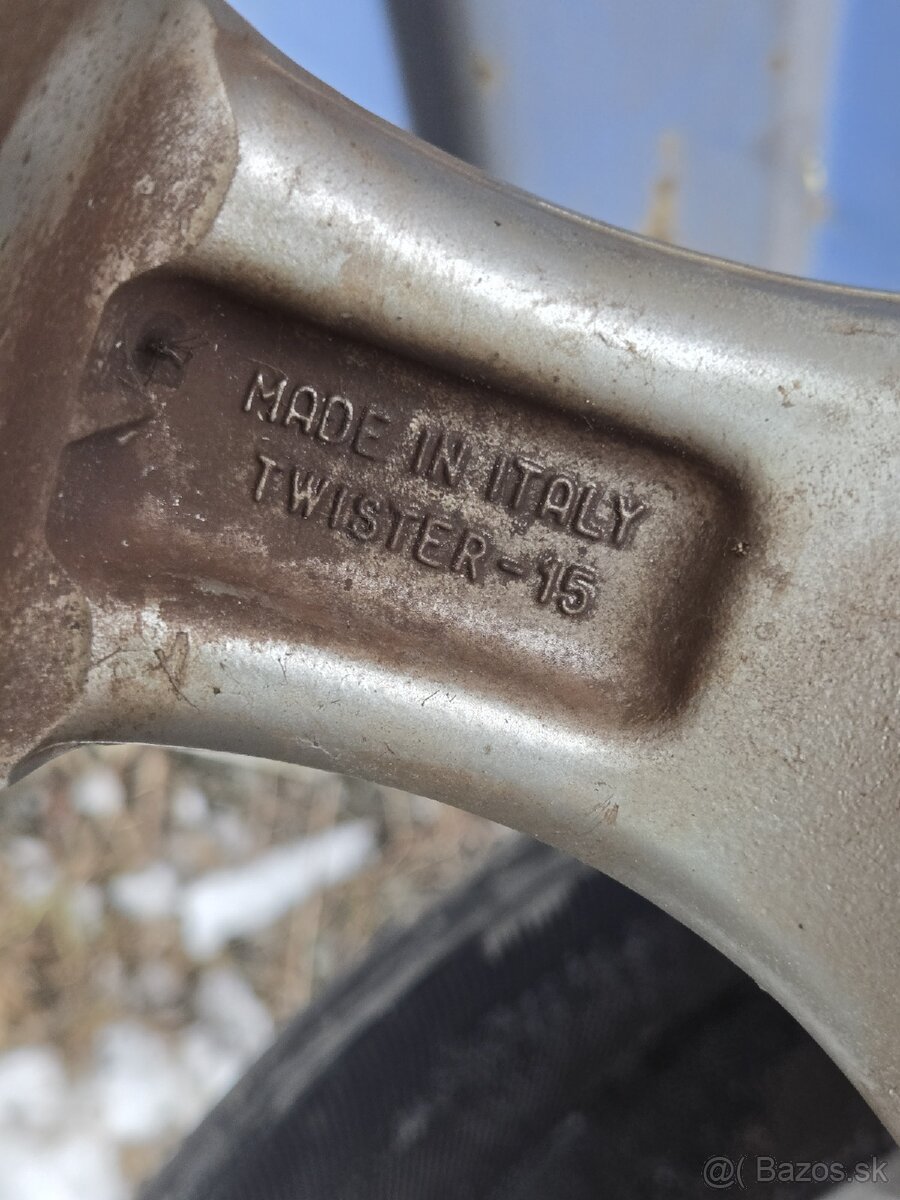 MADE IN ITALY
TWISTER-15
@( Bazos.sk